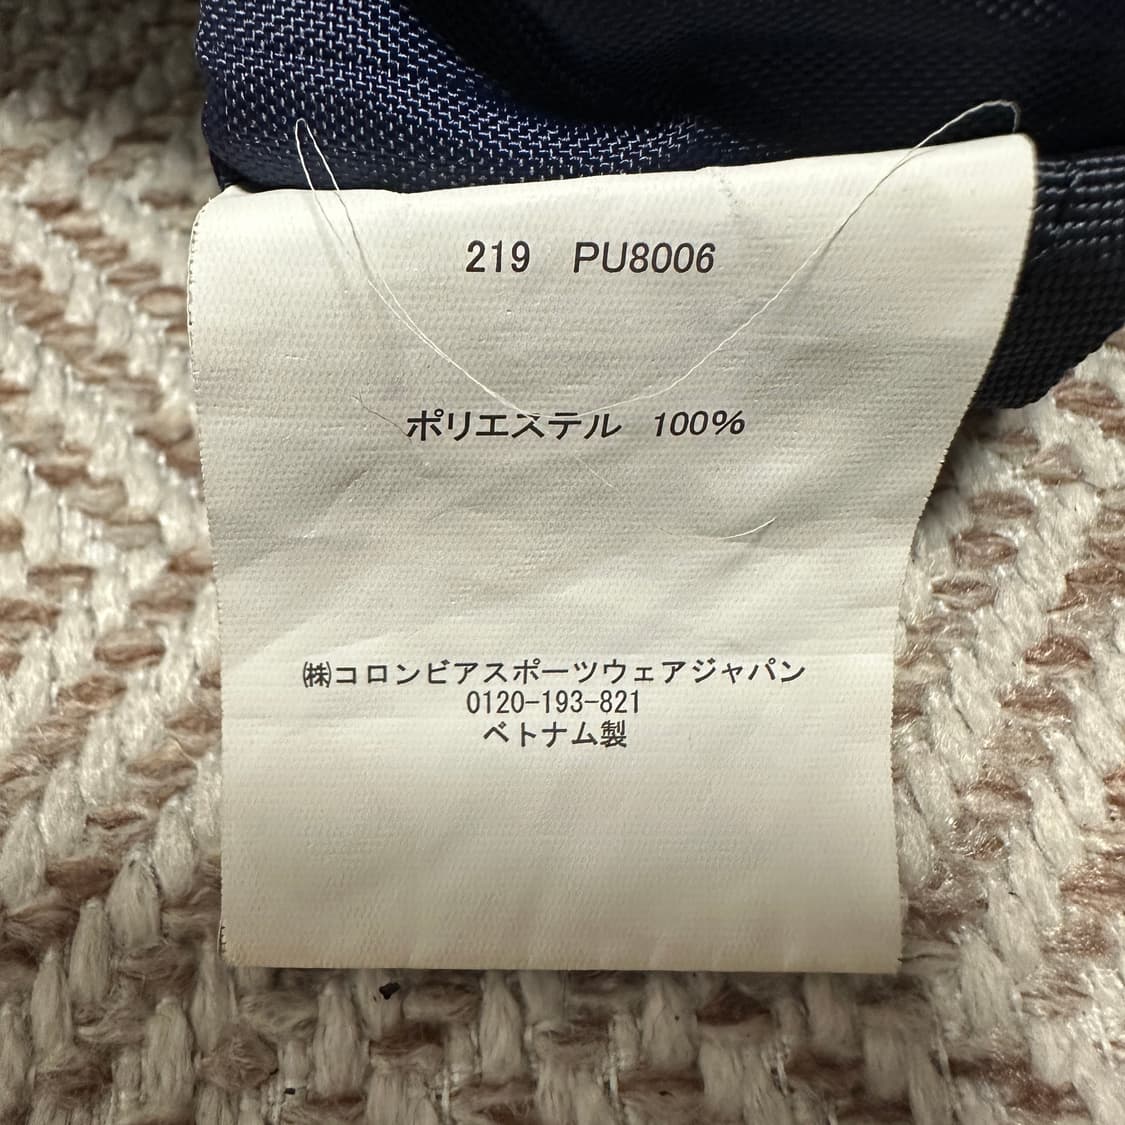 219 PU8006
ポリエステル 100%
㈱コロンビアスポーツウェアジャパン
0120-193-821
ベトナム製